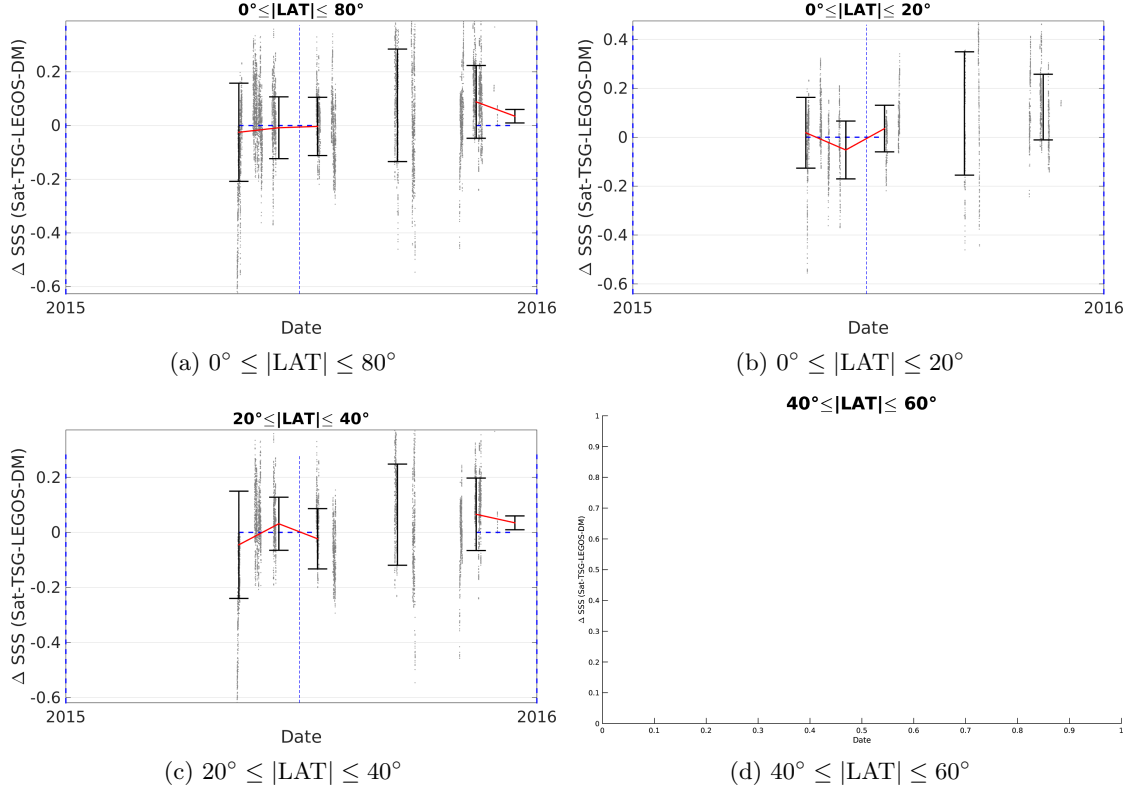 0°≤|LAT|≤ 80°
Δ SSS (Sat-TSG-LEGOS-DM)
0.2
0
-0.2
-0.4
-0.6
2015
2016
Date
(a) 0° ≤ |LAT| ≤ 80°
0°≤|LAT|≤ 20°
Δ SSS (Sat-TSG-LEGOS-DM)
0.4
0.2
0
-0.2
-0.4
-0.6
2015
2016
Date
(b) 0° ≤ |LAT| ≤ 20°
20°≤|LAT|≤ 40°
Δ SSS (Sat-TSG-LEGOS-DM)
0.2
0
-0.2
-0.4
-0.6
2015
2016
Date
(c) 20° ≤ |LAT| ≤ 40°
40°≤|LAT|≤ 60°
Δ SSS (Sat-TSG-LEGOS-DM)
1
0.9
0.8
0.7
0.6
0.5
0.4
0.3
0.2
0.1
0
0 0.1 0.2 0.3 0.4 0.5 0.6 0.7 0.8 0.9 1
Date
(d) 40° ≤ |LAT| ≤ 60°